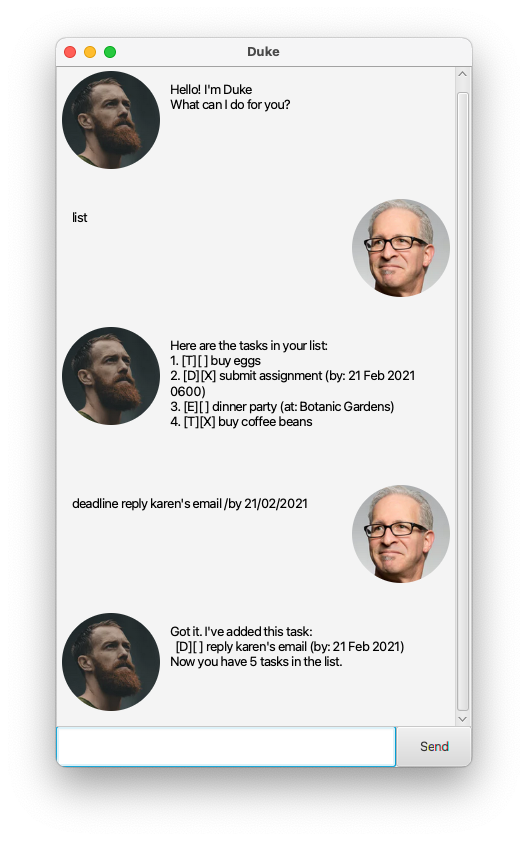 Duke
Hello! I'm Duke
What can I do for you?
list
Here are the tasks in your list:
1. [T][ ] buy eggs
2. [D][X] submit assignment (by: 21 Feb 2021
0600)
3. [E][ ] dinner party (at: Botanic Gardens)
4. [T][X] buy coffee beans
deadline reply karen's email /by 21/02/2021
Got it. I've added this task:
[D][ ] reply karen's email (by: 21 Feb 2021)
Now you have 5 tasks in the list.
Send